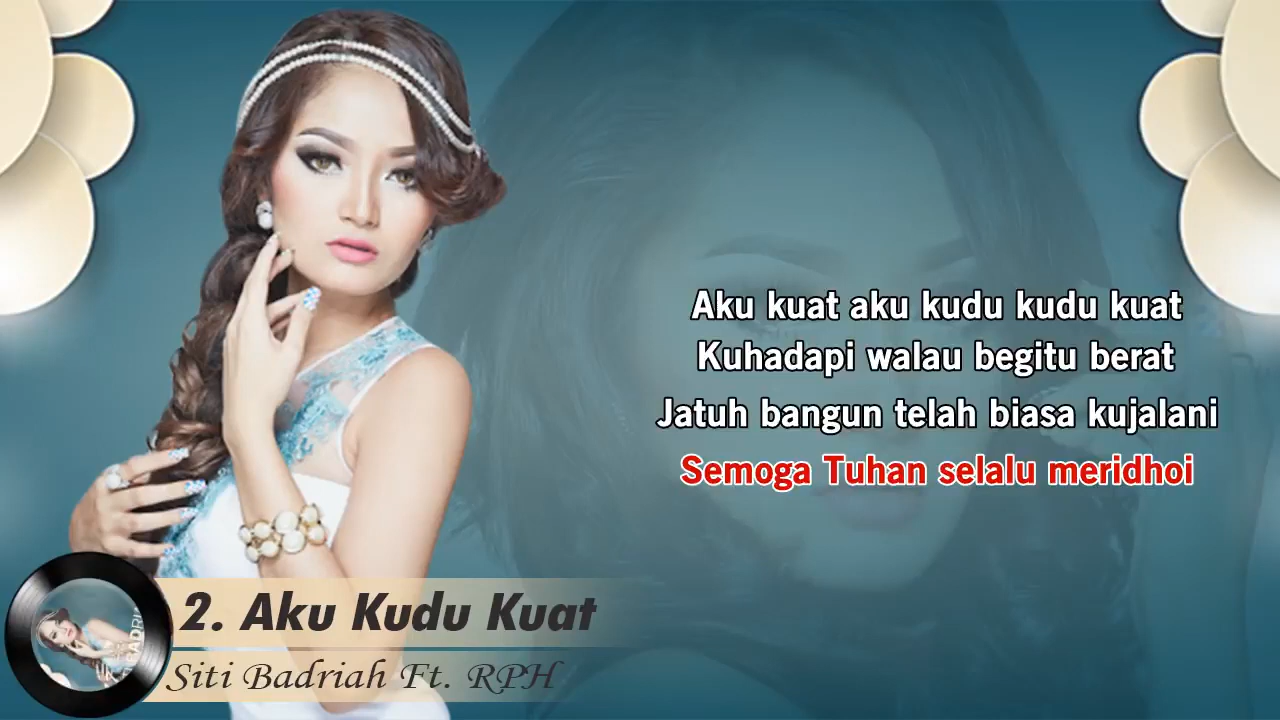 Aku kuat aku kudu kudu kuat
Kuhadapi walau begitu berat
Jatuh bangun telah biasa kujalani
Semoga Tuhan selalu meridhoi
2. Aku Kudu Kuat
Siti Badriah Ft. RPH